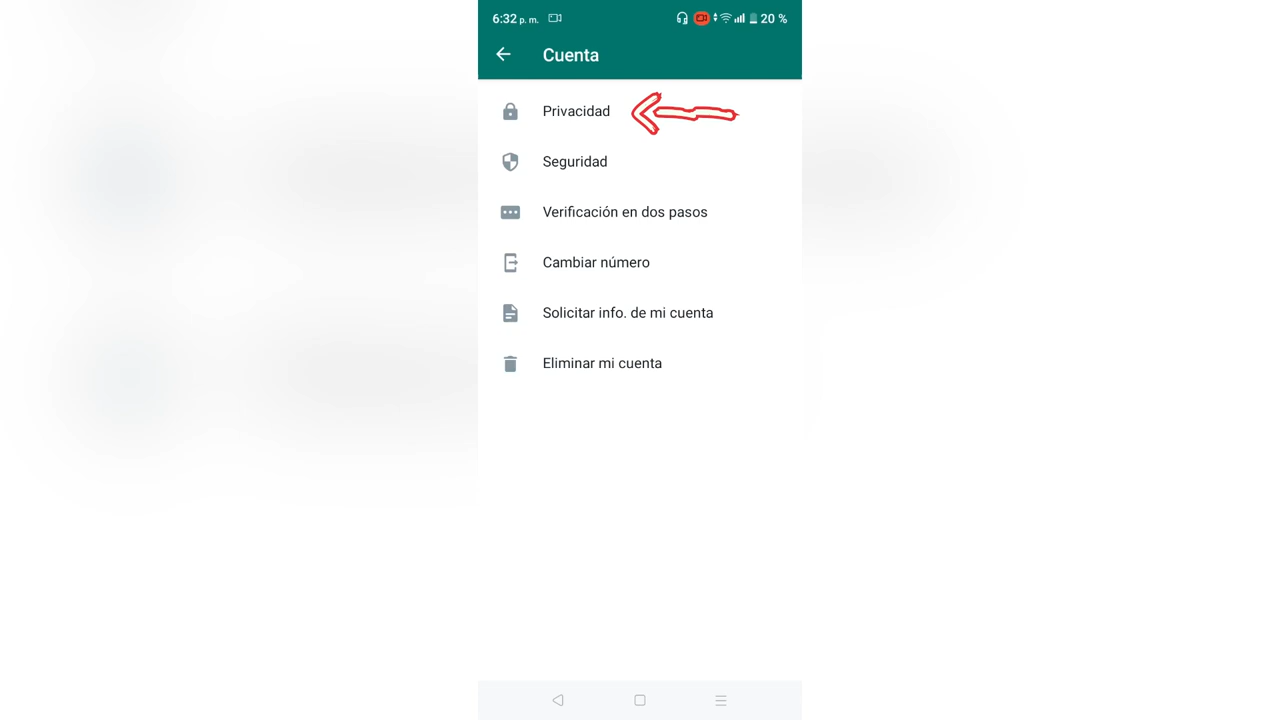 6:32 p. m. 20 %
Cuenta
Privacidad
Seguridad
Verificación en dos pasos
Cambiar número
Solicitar info. de mi cuenta
Eliminar mi cuenta